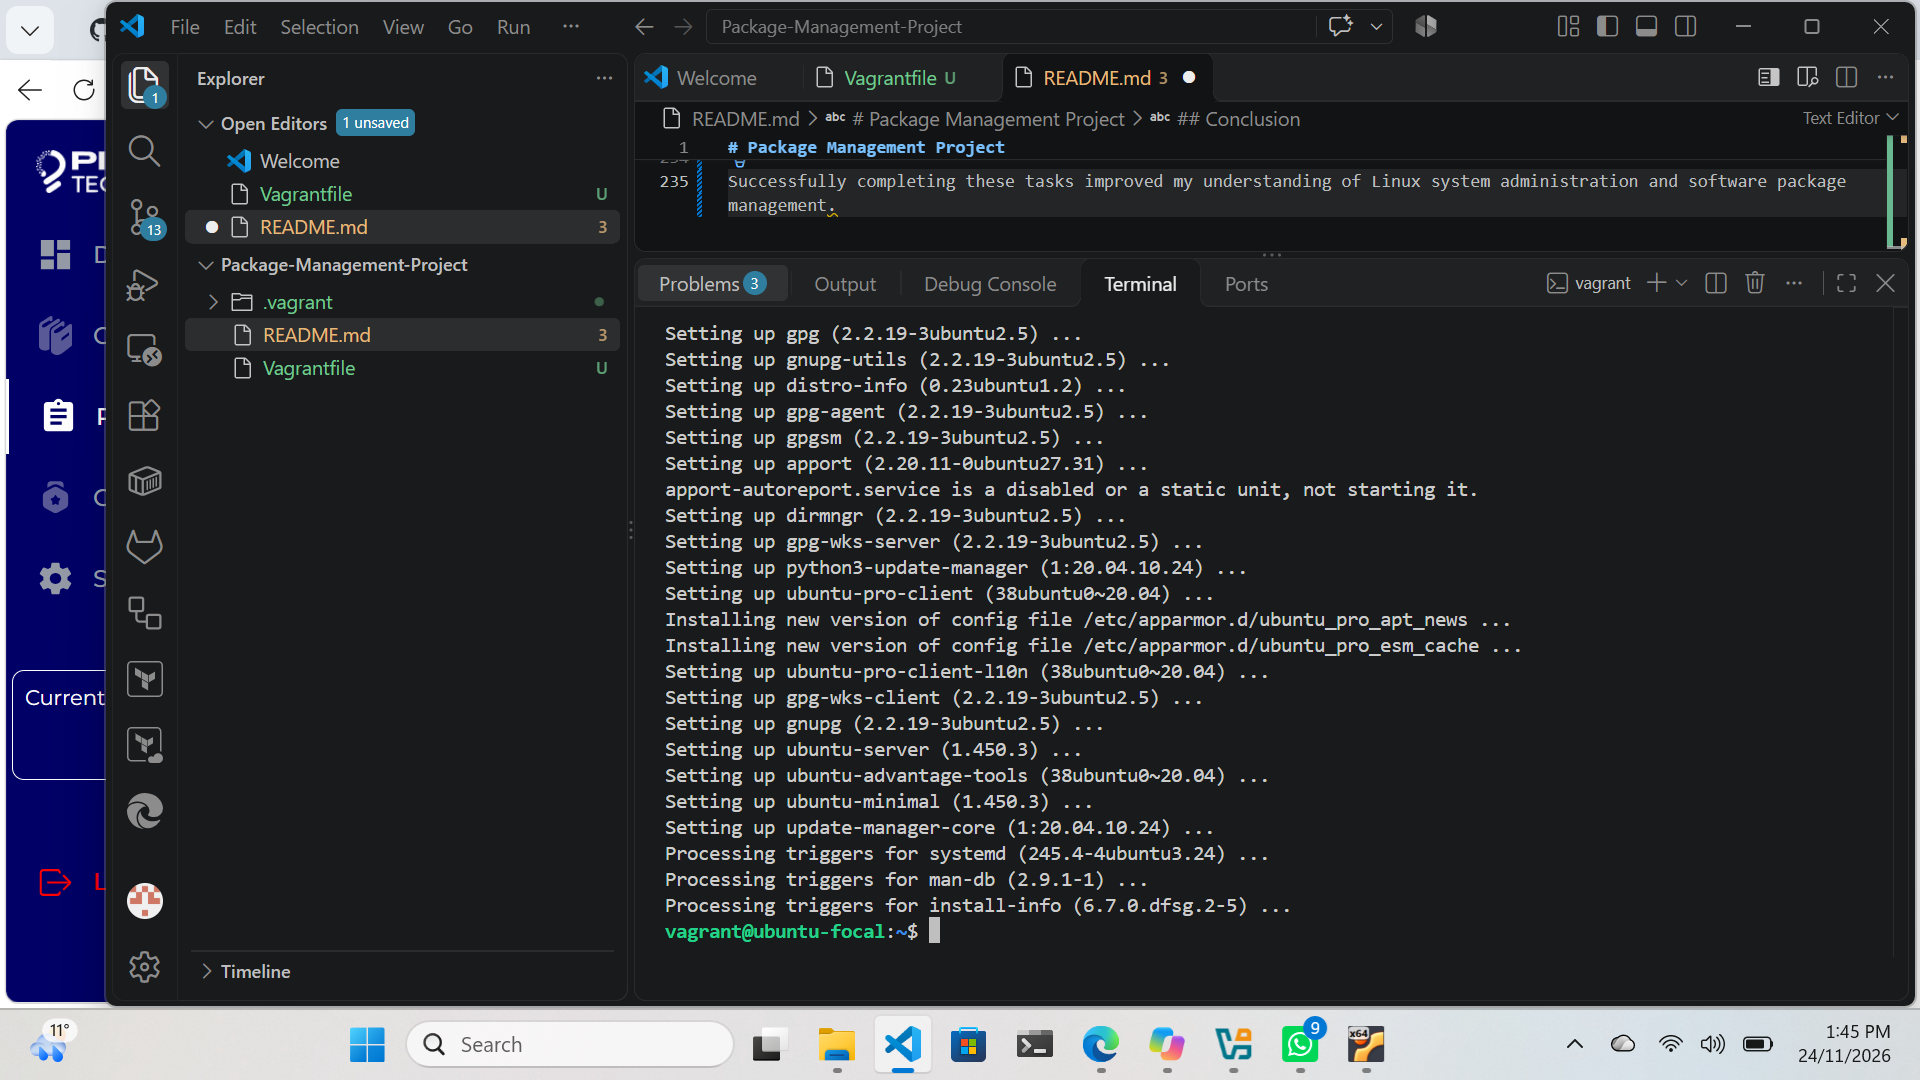 File Edit Selection View Go Run ···
Package-Management-Project
Explorer
Open Editors 1 unsaved
Welcome
Vagrantfile U
README.md 3
Package-Management-Project
.vagrant
README.md 3
Vagrantfile U
Timeline
1
13
Welcome
Vagrantfile U
README.md 3
README.md > abc # Package Management Project > abc ## Conclusion
Text Editor
1 # Package Management Project
235 Successfully completing these tasks improved my understanding of Linux system administration and software package
management.
Problems 3 Output Debug Console Terminal Ports
vagrant
Setting up gpg (2.2.19-3ubuntu2.5) ...
Setting up gnupg-utils (2.2.19-3ubuntu2.5) ...
Setting up distro-info (0.23ubuntu1.2) ...
Setting up gpg-agent (2.2.19-3ubuntu2.5) ...
Setting up gpgsm (2.2.19-3ubuntu2.5) ...
Setting up apport (2.20.11-0ubuntu27.31) ...
apport-autoreport.service is a disabled or a static unit, not starting it.
Setting up dirmngr (2.2.19-3ubuntu2.5) ...
Setting up gpg-wks-server (2.2.19-3ubuntu2.5) ...
Setting up python3-update-manager (1:20.04.10.24) ...
Setting up ubuntu-pro-client (38ubuntu0~20.04) ...
Installing new version of config file /etc/apparmor.d/ubuntu_pro_apt_news ...
Installing new version of config file /etc/apparmor.d/ubuntu_pro_esm_cache ...
Setting up ubuntu-pro-client-l10n (38ubuntu0~20.04) ...
Setting up gpg-wks-client (2.2.19-3ubuntu2.5) ...
Setting up gnupg (2.2.19-3ubuntu2.5) ...
Setting up ubuntu-server (1.450.3) ...
Setting up ubuntu-advantage-tools (38ubuntu0~20.04) ...
Setting up ubuntu-minimal (1.450.3) ...
Setting up update-manager-core (1:20.04.10.24) ...
Processing triggers for systemd (245.4-4ubuntu3.24) ...
Processing triggers for man-db (2.9.1-1) ...
Processing triggers for install-info (6.7.0.dfsg.2-5) ...
vagrant@ubuntu-focal:~$
Current
11°
Search
x64
9
1:45 PM
24/11/2026